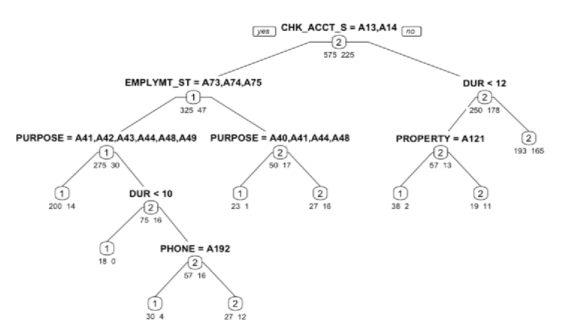 yes CHK_ACCT_S = A13,A14 no
2
575 225
EMPLYMT_ST = A73,A74,A75 DUR < 12
1 2
325 47 250 178
PURPOSE = A41,A42,A43,A44,A48,A49 PURPOSE = A40,A41,A44,A48 PROPERTY = A121
1 2 2 2
275 30 50 17 57 13 193 165
DUR < 10
1 2 1 2 1 2
200 14 75 16 23 1 27 16 38 2 19 11
PHONE = A192
1 2
18 0 57 16
1 2
30 4 27 12